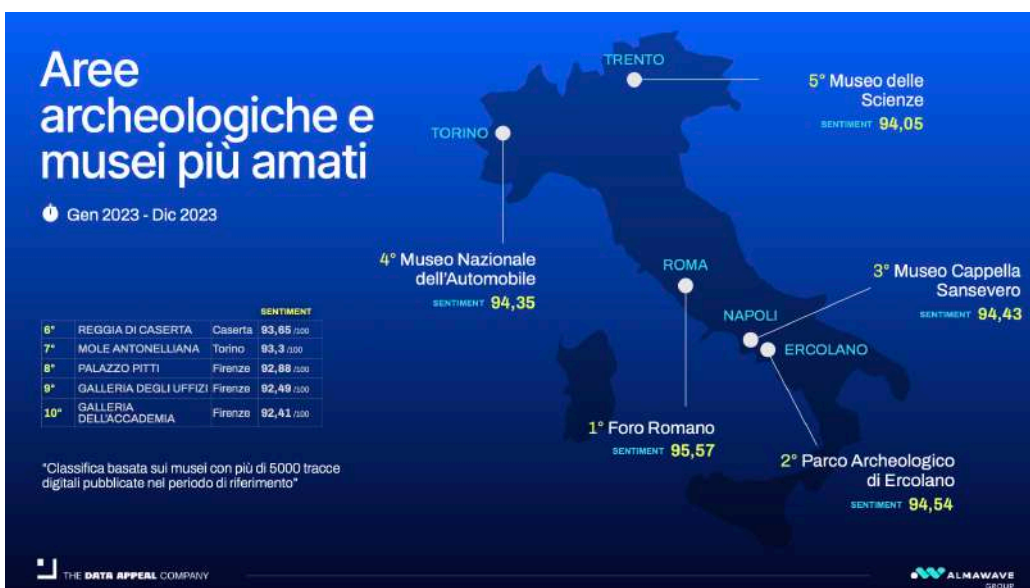 Aree
archeologiche e
musei più amati
Gen 2023 - Dic 2023
TRENTO
5° Museo delle
Scienze
SENTIMENT 94,05
TORINO
4° Museo Nazionale
dell'Automobile
SENTIMENT 94,35
ROMA
3° Museo Cappella
Sansevero
SENTIMENT 94,43
NAPOLI
ERCOLANO
1° Foro Romano
SENTIMENT 95,57
2° Parco Archeologico
di Ercolano
SENTIMENT 94,54
SENTIMENT
6° REGGIA DI CASERTA Caserta 93,65 /100
7° MOLE ANTONELLIANA Torino 93,3 /100
8° PALAZZO PITTI Firenze 92,88 /100
9° GALLERIA DEGLI UFFIZI Firenze 92,49 /100
10° GALLERIA
DELL'ACCADEMIA Firenze 92,41 /100
"Classifica basata sui musei con più di 5000 tracce
digitali pubblicate nel periodo di riferimento"
THE DATA APPEAL COMPANY
ALMAWAVE
GROUP